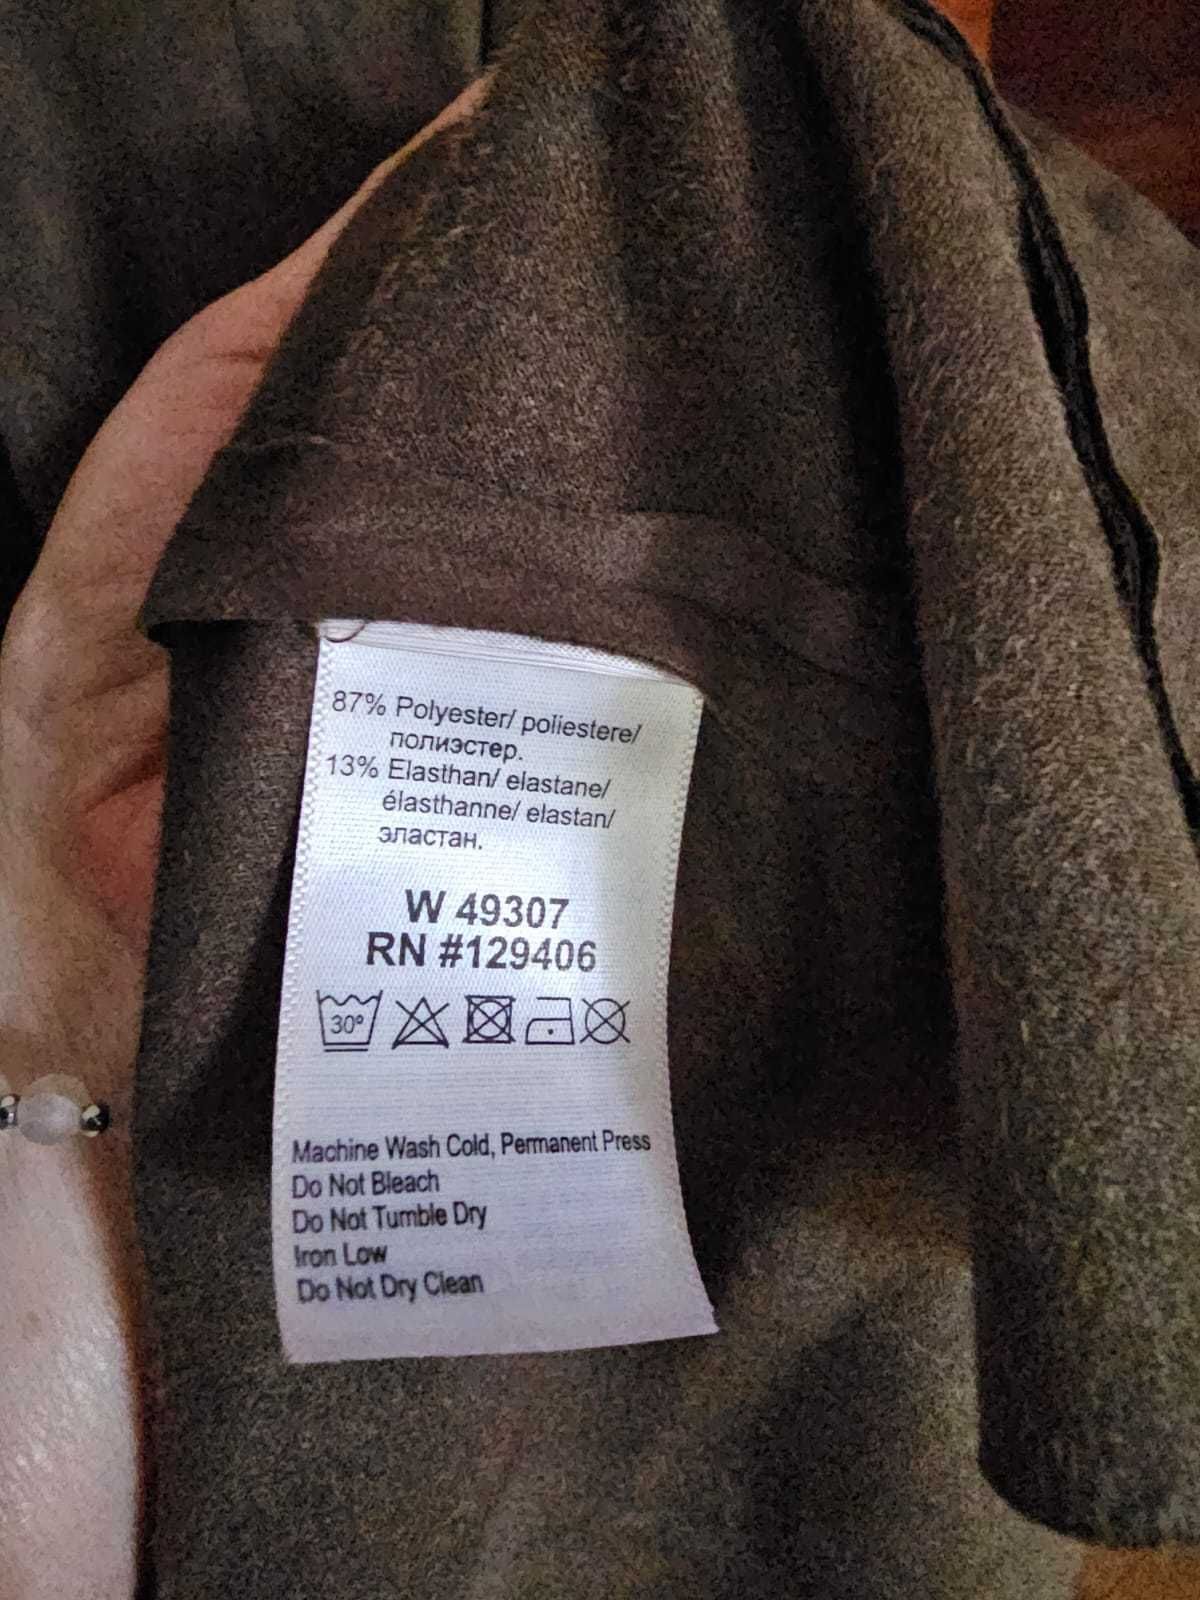 87% Polyester/ poliestere/
полиэстер.
13% Elasthan/ elastane/
élasthanne/ elastan/
эластан.
W 49307
RN #129406
30°
Machine Wash Cold, Permanent Press
Do Not Bleach
Do Not Tumble Dry
Iron Low
Do Not Dry Clean